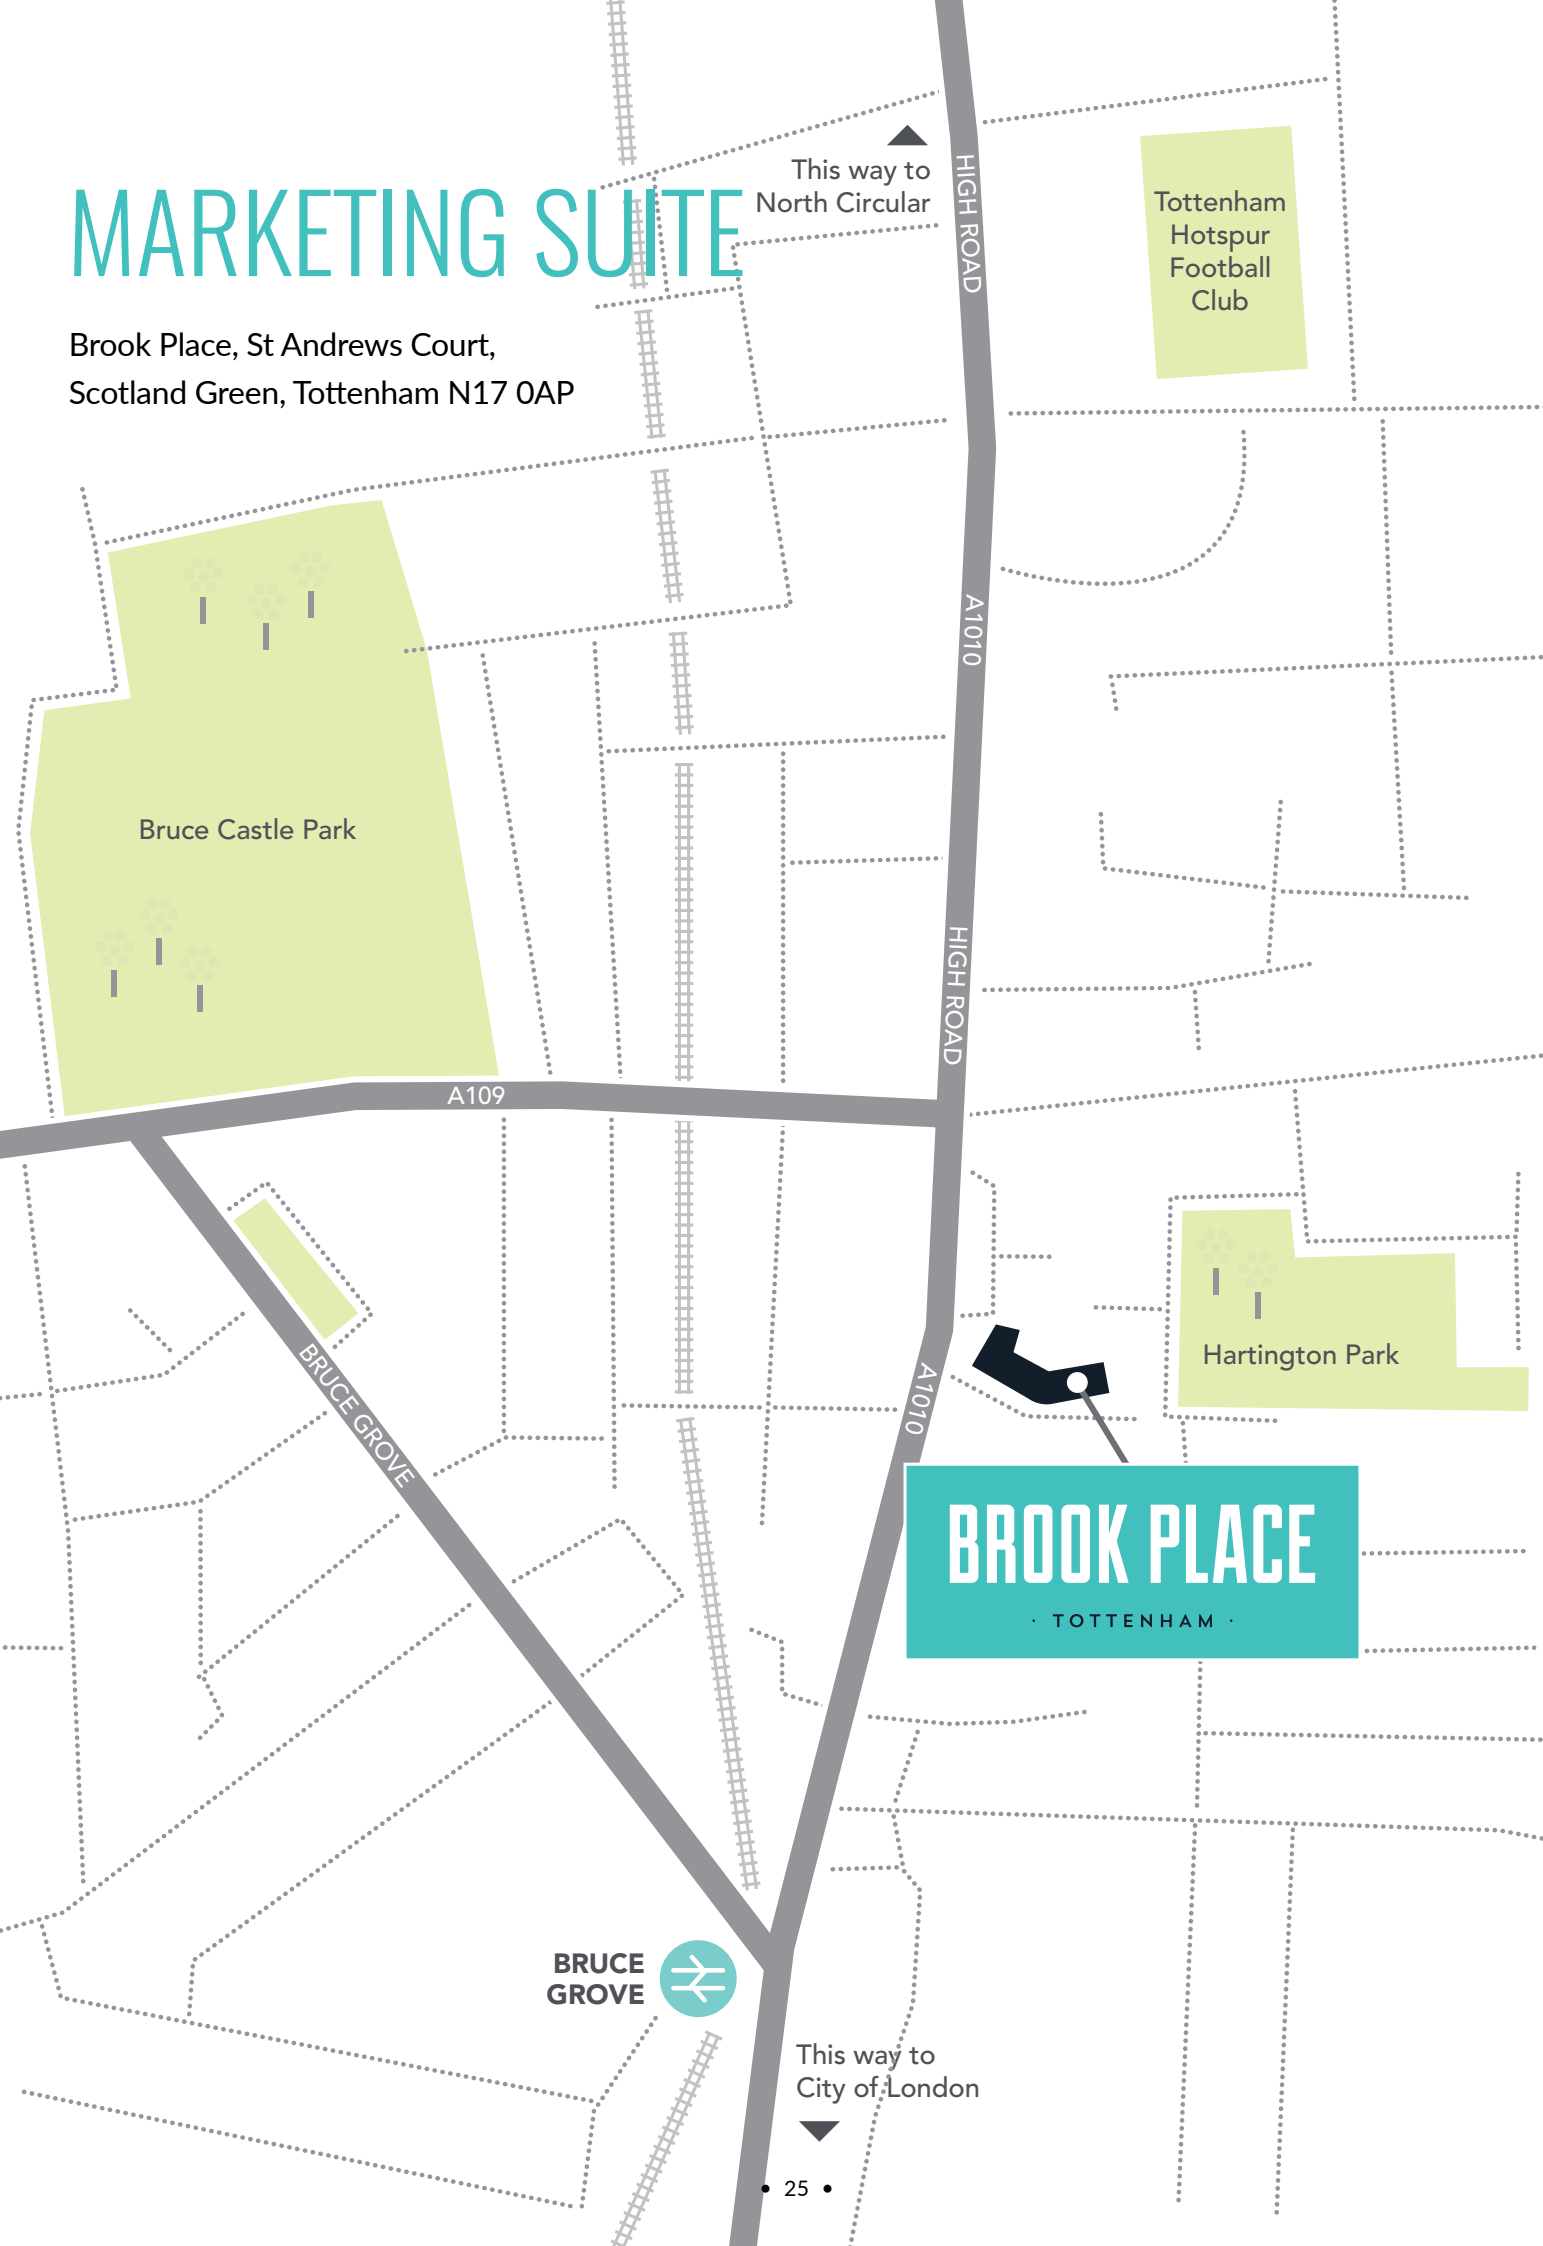 This way to
North Circular
HIGH ROAD
Tottenham
Hotspur
Football
Club
MARKETING SUITE
Brook Place, St Andrews Court,
Scotland Green, Tottenham N17 0AP
A1010
Bruce Castle Park
HIGH ROAD
A109
BRUCE GROVE
A1010
Hartington Park
BROOK PLACE
· TOTTENHAM ·
BRUCE
GROVE
This way to
City of London
• 25 •